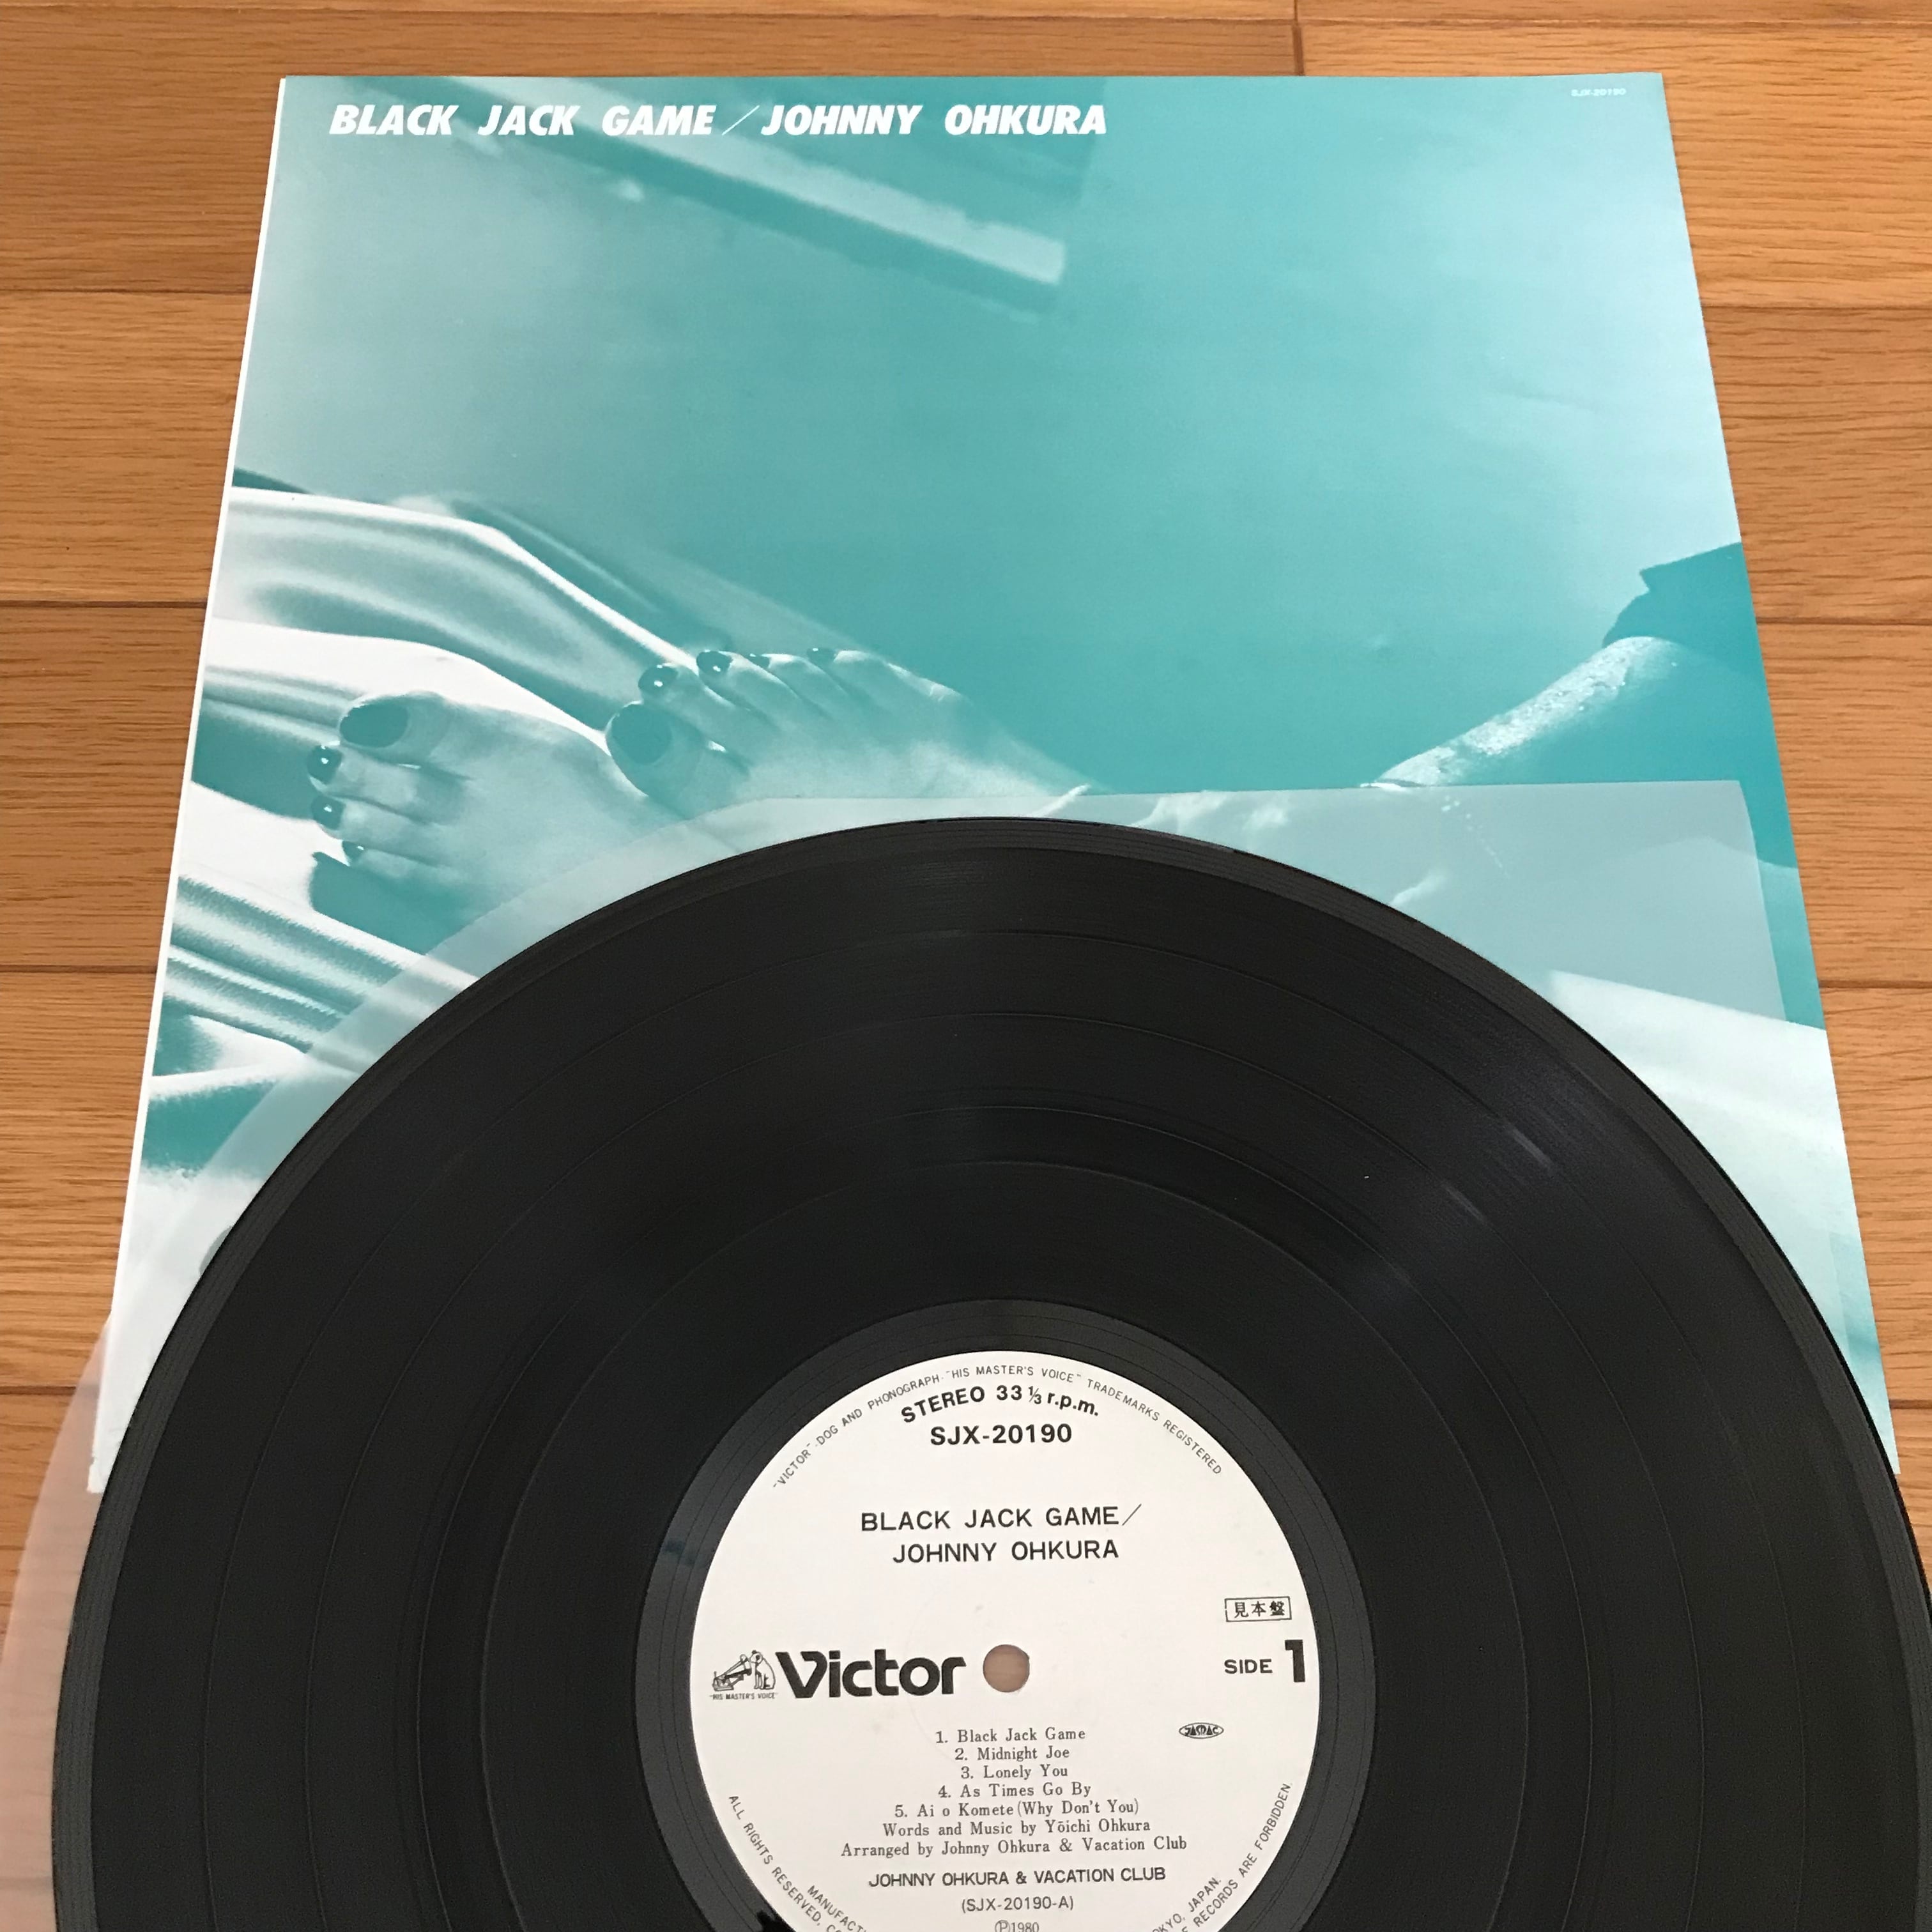 BLACK JACK GAME／JOHNNY OHKURA
SJX-20190
"VICTOR"·DOG AND PHONOGRAPH·"HIS MASTER'S VOICE" TRADEMARKS REGISTERED
STEREO 33⅓ r.p.m.
SJX-20190
BLACK JACK GAME／
JOHNNY OHKURA
見本盤
Victor
"HIS MASTER'S VOICE"
SIDE 1
JASRAC
1. Black Jack Game
2. Midnight Joe
3. Lonely You
4. As Times Go By
5. Ai o Komete (Why Don't You)
Words and Music by Yōichi Ohkura
Arranged by Johnny Ohkura & Vacation Club
JOHNNY OHKURA & VACATION CLUB
(SJX-20190-A)
Ⓟ1980
ALL RIGHTS RESERVED,
JAPAN.
RECORDS ARE FORBIDDEN